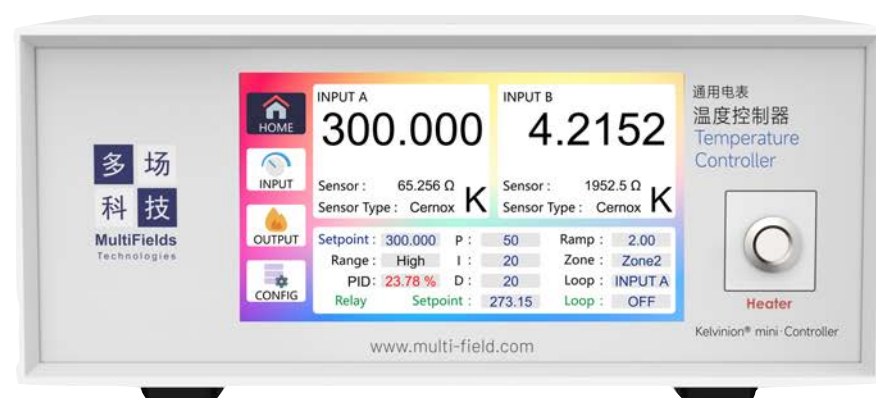 多场
科技
MultiFields
Technologies
HOME
INPUT
OUTPUT
CONFIG
INPUT A
300.000
Sensor : 65.256 Ω
Sensor Type : Cernox K
INPUT B
4.2152
Sensor : 1952.5 Ω
Sensor Type : Cernox K
Setpoint : 300.000 P : 50 Ramp : 2.00
Range : High I : 20 Zone : Zone2
PID: 23.78 % D : 20 Loop : INPUT A
Relay Setpoint : 273.15 Loop : OFF
www.multi-field.com
通用电表
温度控制器
Temperature
Controller
Heater
Kelvinion® mini·Controller